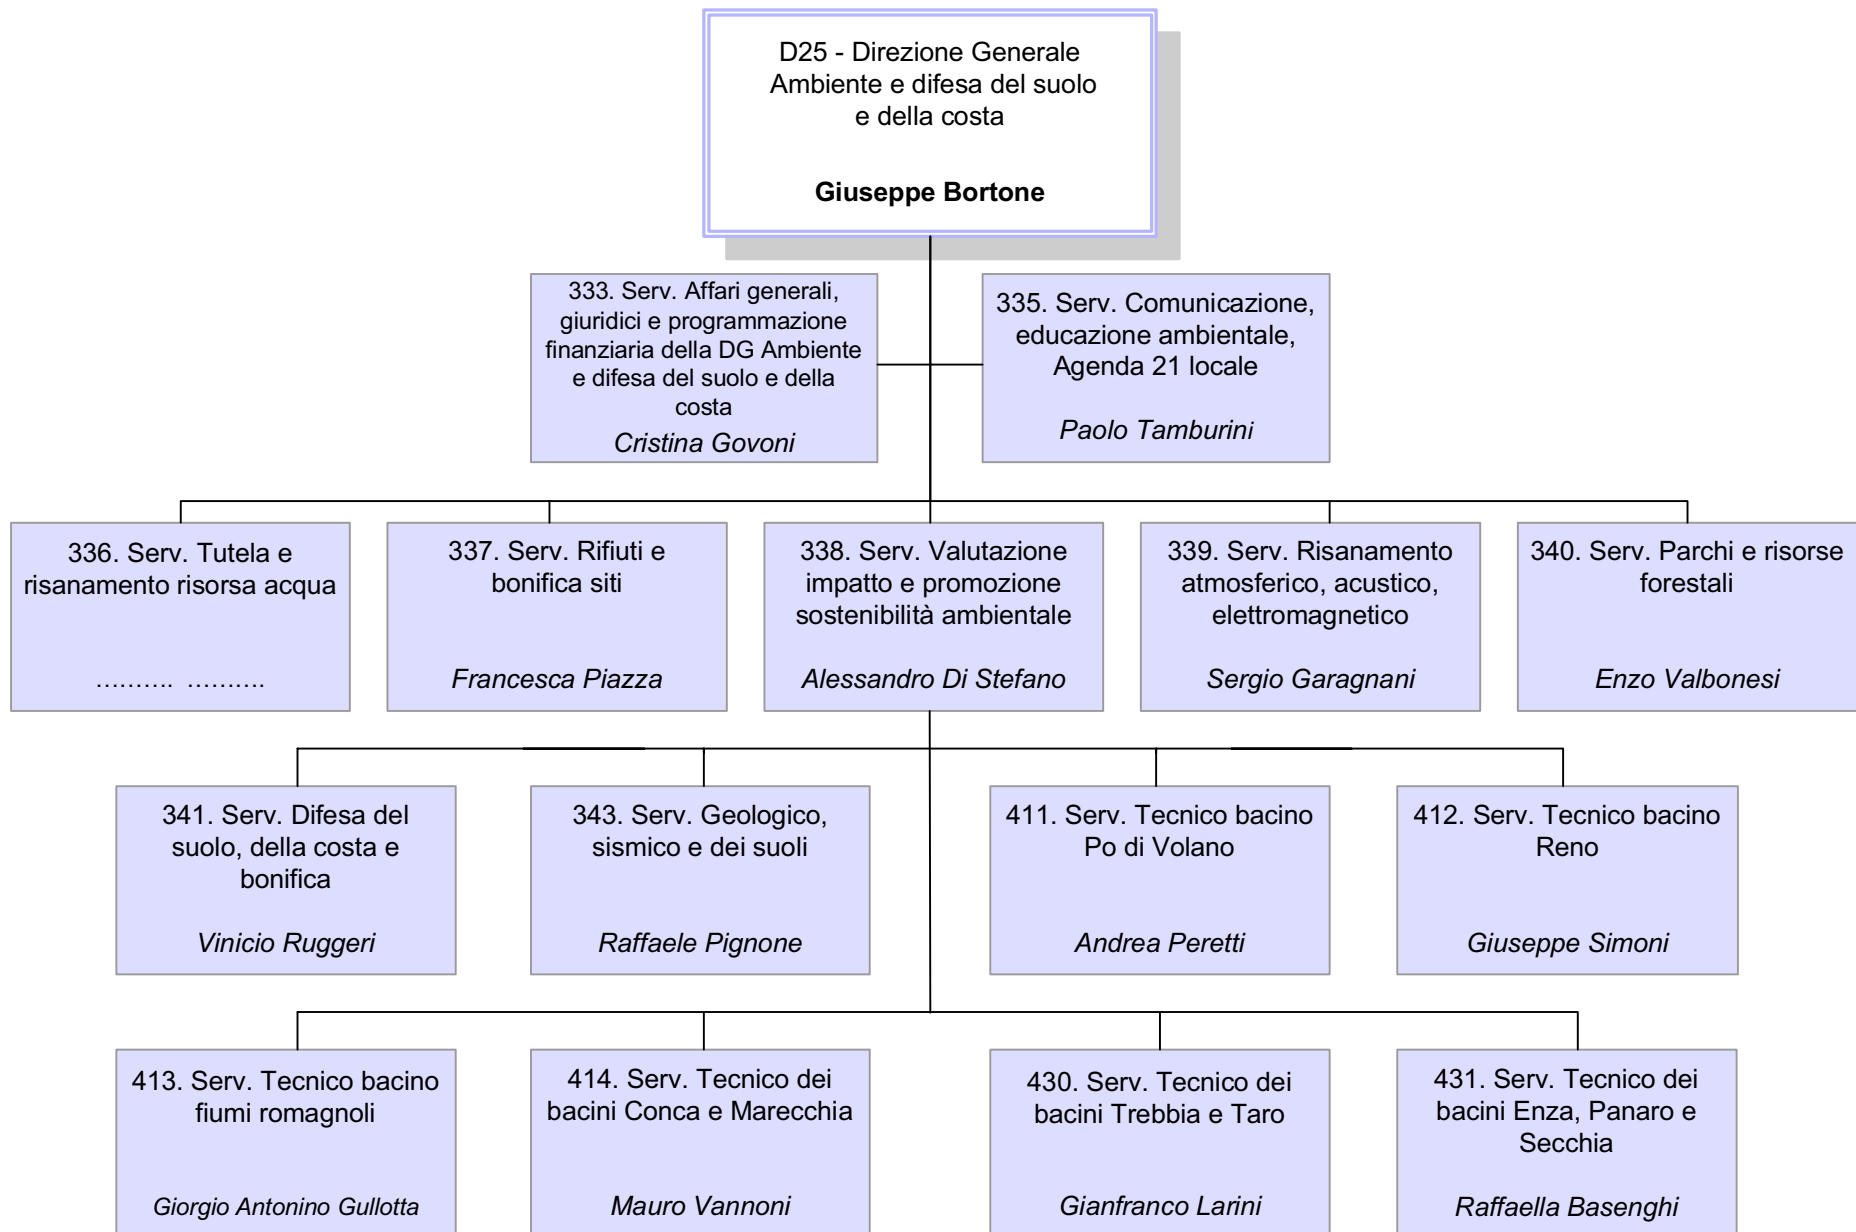 D25 - Direzione Generale
Ambiente e difesa del suolo
e della costa
Giuseppe Bortone
333. Serv. Affari generali,
giuridici e programmazione
finanziaria della DG Ambiente
e difesa del suolo e della
costa
Cristina Govoni
335. Serv. Comunicazione,
educazione ambientale,
Agenda 21 locale
Paolo Tamburini
336. Serv. Tutela e
risanamento risorsa acqua
.......... ..........
337. Serv. Rifiuti e
bonifica siti
Francesca Piazza
338. Serv. Valutazione
impatto e promozione
sostenibilità ambientale
Alessandro Di Stefano
339. Serv. Risanamento
atmosferico, acustico,
elettromagnetico
Sergio Garagnani
340. Serv. Parchi e risorse
forestali
Enzo Valbonesi
341. Serv. Difesa del
suolo, della costa e
bonifica
Vinicio Ruggeri
343. Serv. Geologico,
sismico e dei suoli
Raffaele Pignone
411. Serv. Tecnico bacino
Po di Volano
Andrea Peretti
412. Serv. Tecnico bacino
Reno
Giuseppe Simoni
413. Serv. Tecnico bacino
fiumi romagnoli
Giorgio Antonino Gullotta
414. Serv. Tecnico dei
bacini Conca e Marecchia
Mauro Vannoni
430. Serv. Tecnico dei
bacini Trebbia e Taro
Gianfranco Larini
431. Serv. Tecnico dei
bacini Enza, Panaro e
Secchia
Raffaella Basenghi